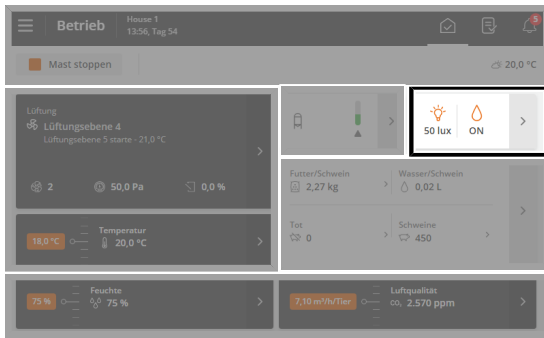 Betrieb
House 1
13:56, Tag 54
5
Mast stoppen
20,0 °C
Lüftung
Lüftungsebene 4
Lüftungsebene 5 starte - 21,0 °C
2
50,0 Pa
0,0 %
50 lux
ON
Futter/Schwein
2,27 kg
Wasser/Schwein
0,02 L
Tot
0
Schweine
450
18,0 °C
Temperatur
20,0 °C
75 %
Feuchte
75 %
7,10 m³/h/Tier
Luftqualität
CO₂ 2.570 ppm